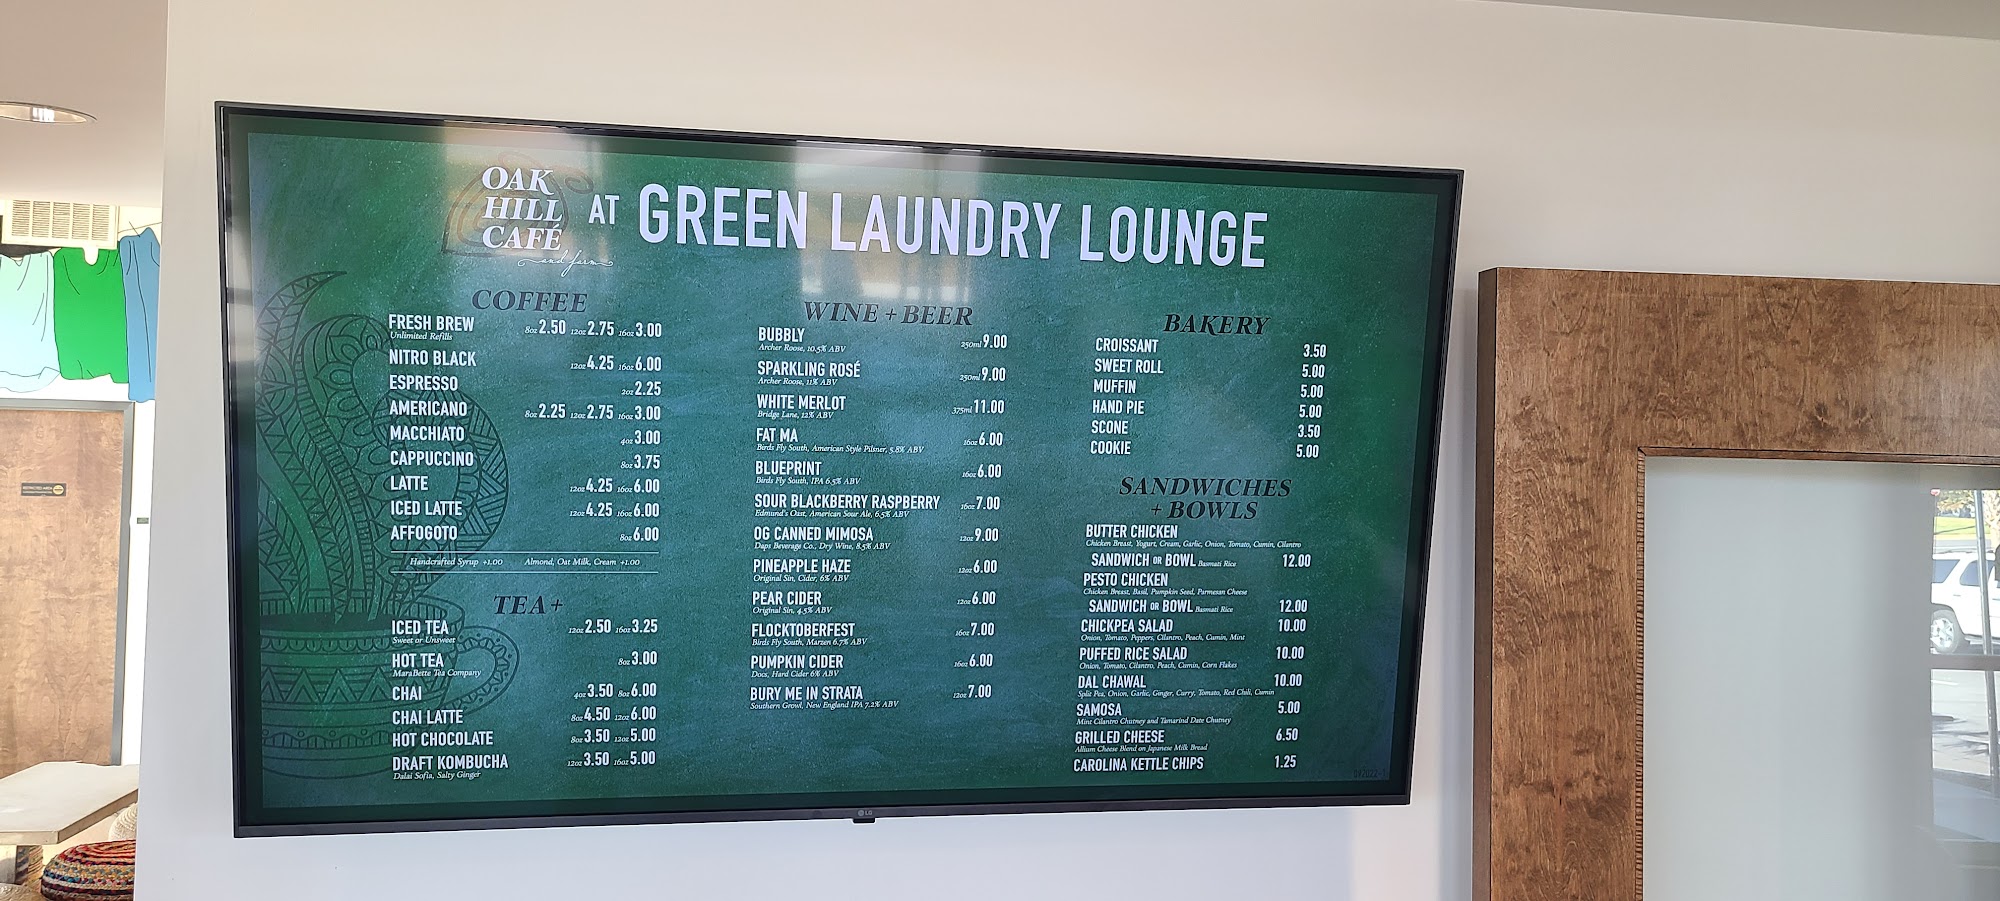 OAK
HILL
CAFÉ
and farm
AT GREEN LAUNDRY LOUNGE
COFFEE
FRESH BREW 8oz 2.50 12oz 2.75 16oz 3.00
Unlimited Refills
NITRO BLACK 12oz 4.25 16oz 6.00
ESPRESSO 2oz 2.25
AMERICANO 8oz 2.25 12oz 2.75 16oz 3.00
MACCHIATO 4oz 3.00
CAPPUCCINO 8oz 3.75
LATTE 12oz 4.25 16oz 6.00
ICED LATTE 12oz 4.25 16oz 6.00
AFFOGOTO 8oz 6.00
Handcrafted Syrup +1.00 Almond, Oat Milk, Cream +1.00
TEA+
ICED TEA 12oz 2.50 16oz 3.25
Sweet or Unsweet
HOT TEA 8oz 3.00
MaraBette Tea Company
CHAI 4oz 3.50 8oz 6.00
CHAI LATTE 8oz 4.50 12oz 6.00
HOT CHOCOLATE 8oz 3.50 12oz 5.00
DRAFT KOMBUCHA 12oz 3.50 16oz 5.00
Dalai Sofia, Salty Ginger
WINE + BEER
BUBBLY 250ml 9.00
Archer Roose, 10.5% ABV
SPARKLING ROSÉ 250ml 9.00
Archer Roose, 11% ABV
WHITE MERLOT 375ml 11.00
Bridge Lane, 12% ABV
FAT MA 16oz 6.00
Birds Fly South, American Style Pilsner, 5.8% ABV
BLUEPRINT 16oz 6.00
Birds Fly South, IPA 6.5% ABV
SOUR BLACKBERRY RASPBERRY 16oz 7.00
Edmund's Oast, American Sour Ale, 6.5% ABV
OG CANNED MIMOSA 12oz 9.00
Daps Beverage Co., Dry Wine, 8.5% ABV
PINEAPPLE HAZE 12oz 6.00
Original Sin, Cider, 6% ABV
PEAR CIDER 12oz 6.00
Original Sin, 4.5% ABV
FLOCKTOBERFEST 16oz 7.00
Birds Fly South, Marzen 6.7% ABV
PUMPKIN CIDER 16oz 6.00
Docs, Hard Cider 6% ABV
BURY ME IN STRATA 12oz 7.00
Southern Growl, New England IPA 7.2% ABV
BAKERY
CROISSANT 3.50
SWEET ROLL 5.00
MUFFIN 5.00
HAND PIE 5.00
SCONE 3.50
COOKIE 5.00
SANDWICHES
+ BOWLS
BUTTER CHICKEN
Chicken Breast, Yogurt, Cream, Garlic, Onion, Tomato, Cumin, Cilantro
SANDWICH OR BOWL Basmati Rice 12.00
PESTO CHICKEN
Chicken Breast, Basil, Pumpkin Seed, Parmesan Cheese
SANDWICH OR BOWL Basmati Rice 12.00
CHICKPEA SALAD 10.00
Onion, Tomato, Peppers, Cilantro, Peach, Cumin, Mint
PUFFED RICE SALAD 10.00
Onion, Tomato, Cilantro, Peach, Cumin, Corn Flakes
DAL CHAWAL 10.00
Split Pea, Onion, Garlic, Ginger, Curry, Tomato, Red Chili, Cumin
SAMOSA 5.00
Mint Cilantro Chutney and Tamarind Date Chutney
GRILLED CHEESE 6.50
Allium Cheese Blend on Japanese Milk Bread
CAROLINA KETTLE CHIPS 1.25
LG